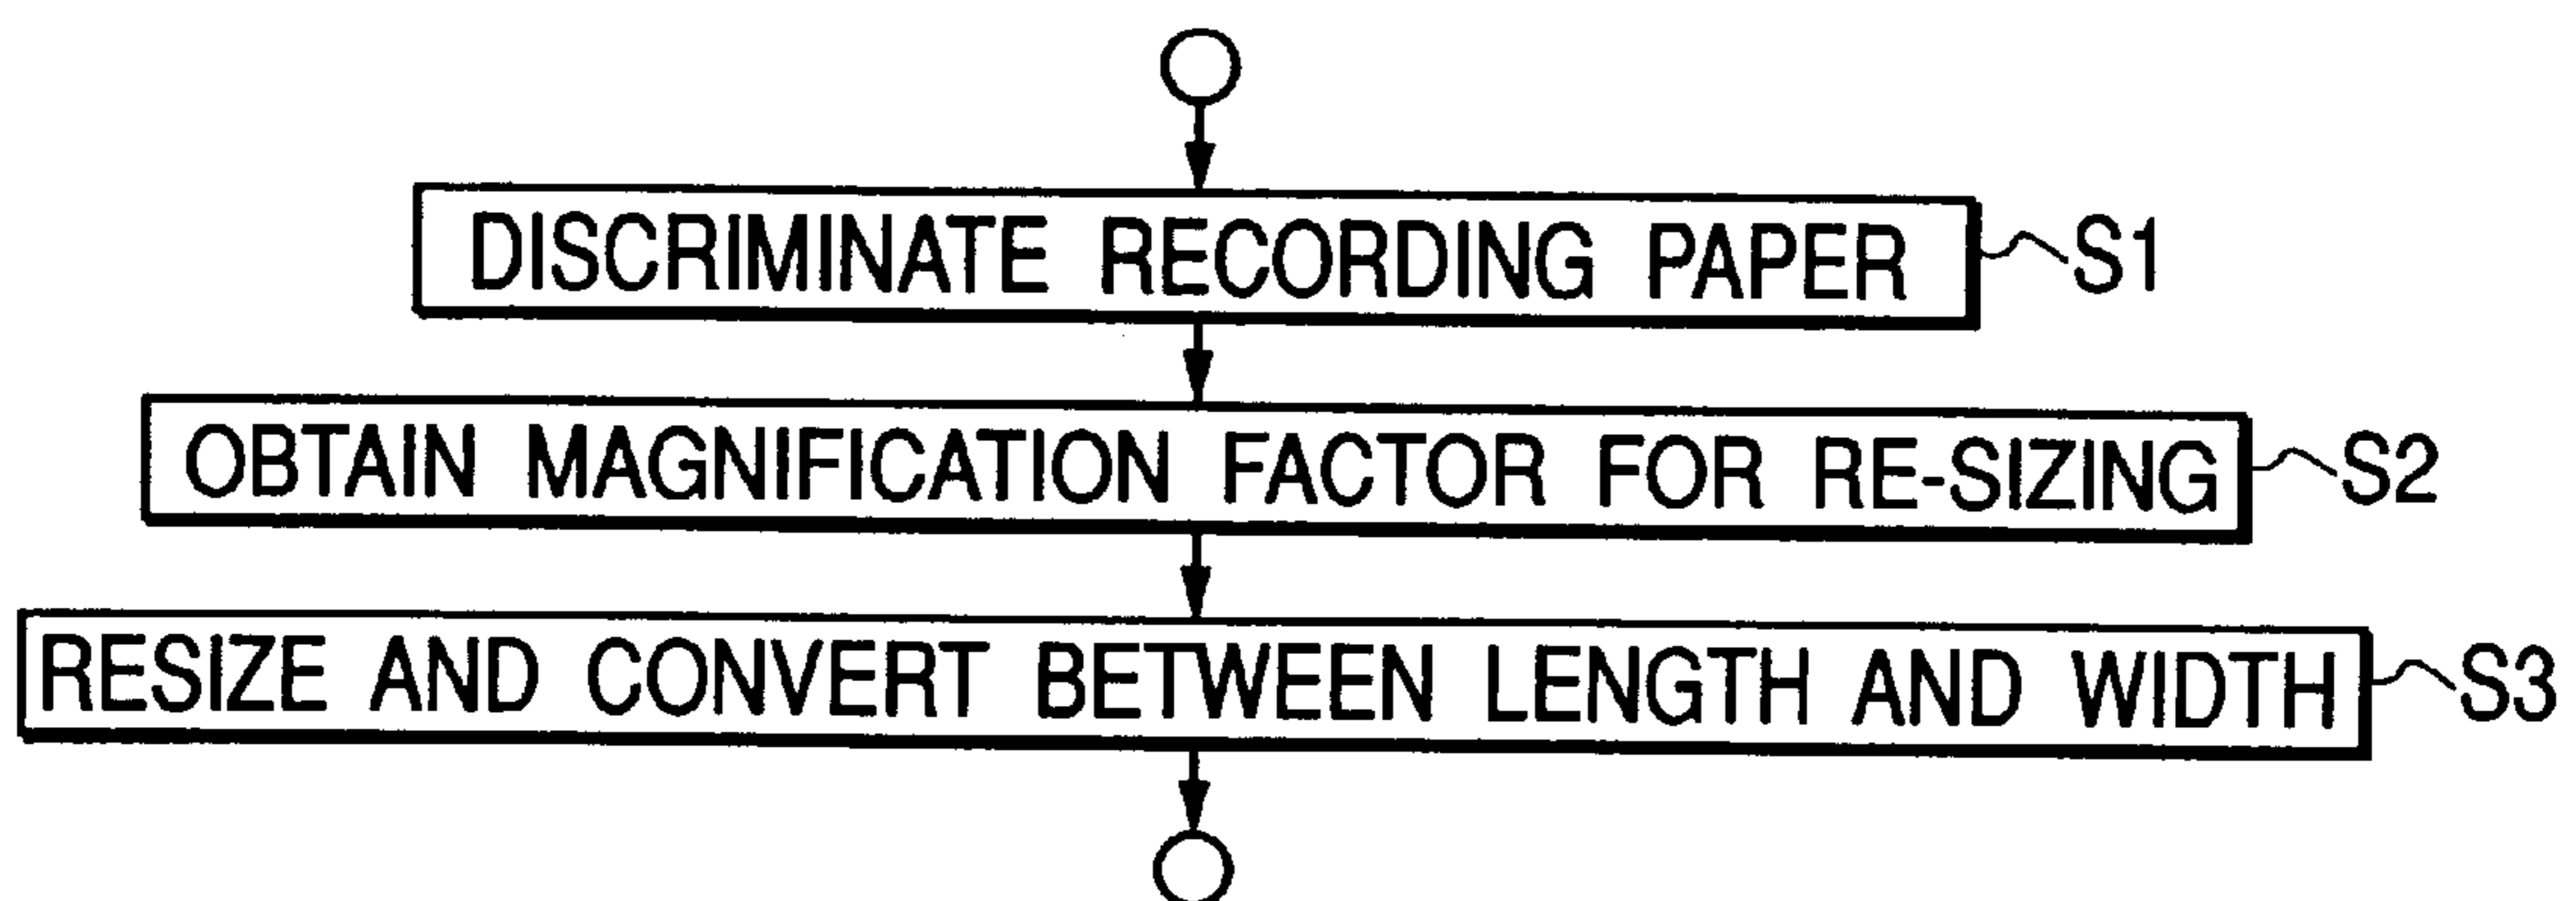 DISCRIMINATE RECORDING PAPER S1
OBTAIN MAGNIFICATION FACTOR FOR RE-SIZING S2
RESIZE AND CONVERT BETWEEN LENGTH AND WIDTH S3